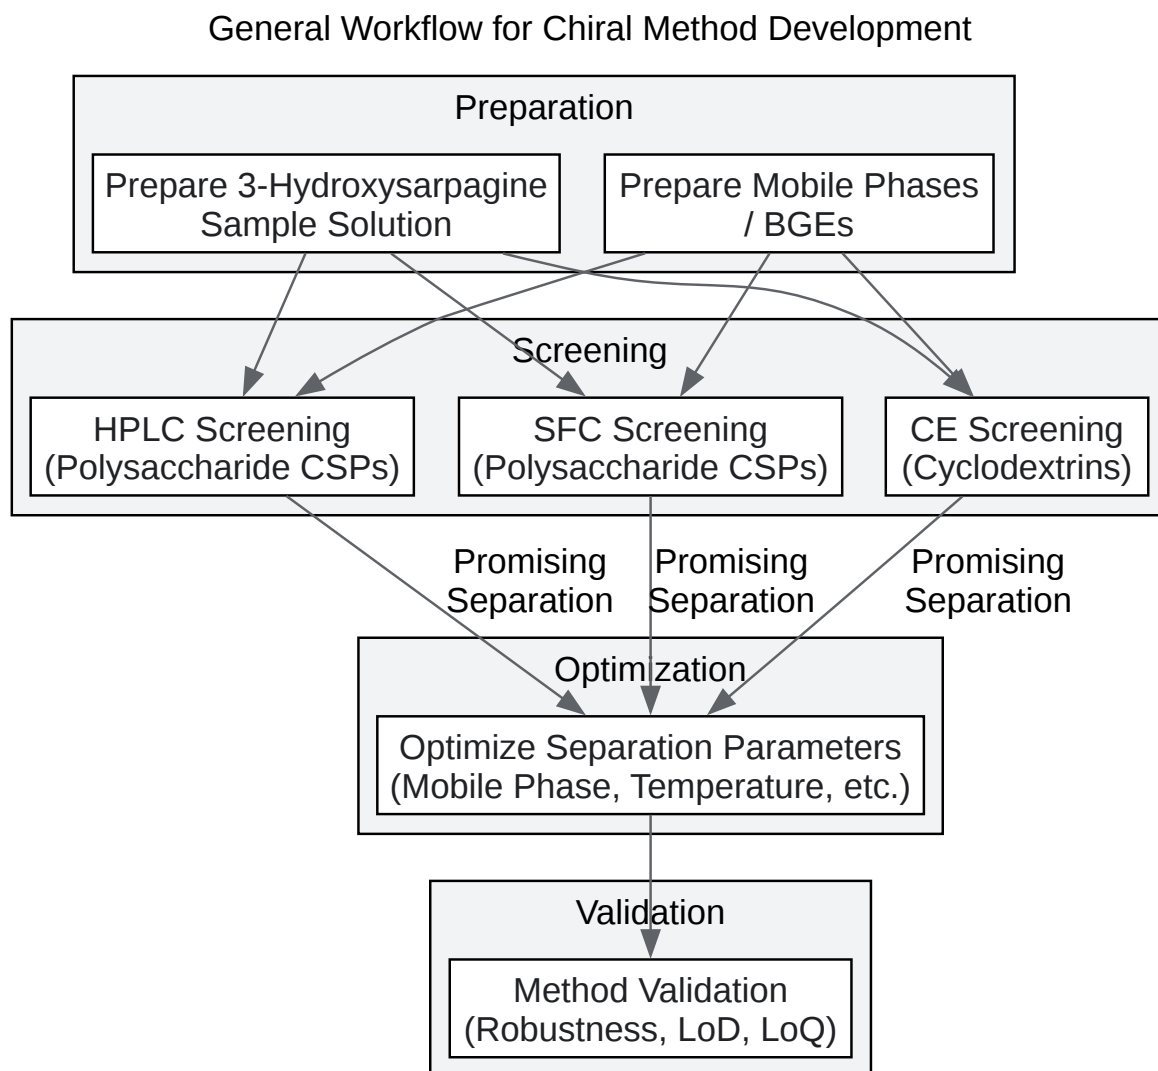 General Workflow for Chiral Method Development
Preparation
Prepare 3-Hydroxysarpagine
Sample Solution
Prepare Mobile Phases
/ BGEs
Screening
HPLC Screening
(Polysaccharide CSPs)
SFC Screening
(Polysaccharide CSPs)
CE Screening
(Cyclodextrins)
Promising
Separation
Promising
Separation
Promising
Separation
Optimization
Optimize Separation Parameters
(Mobile Phase, Temperature, etc.)
Validation
Method Validation
(Robustness, LoD, LoQ)